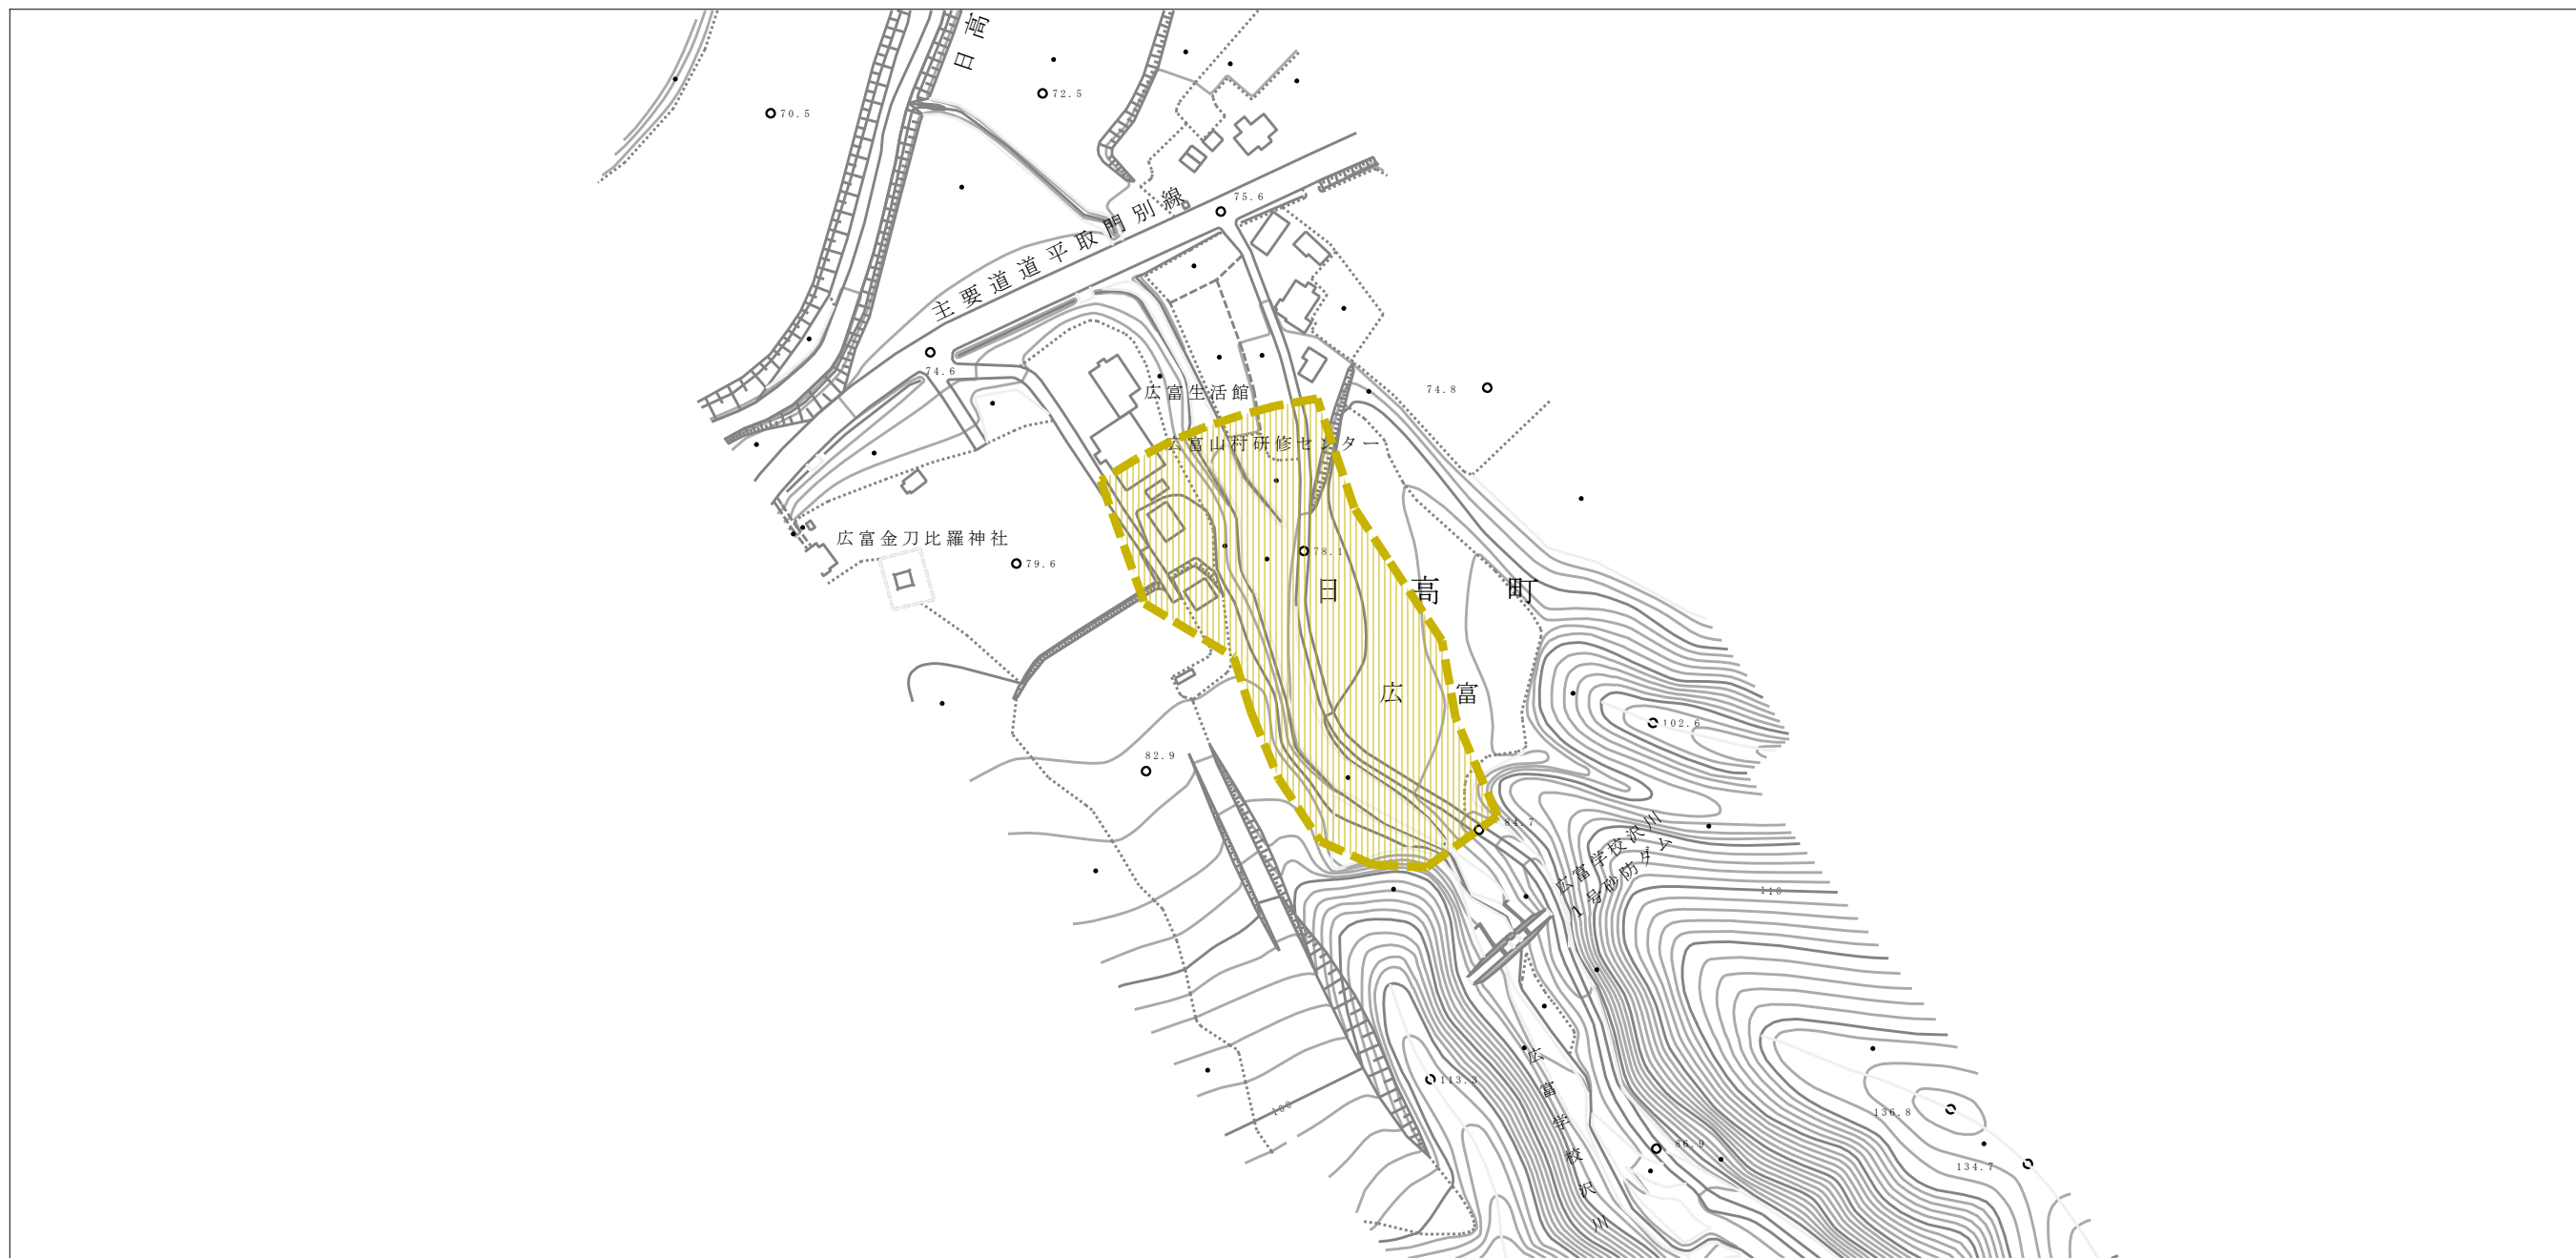 日高
70.5
72.5
主要道道平取門別線
75.6
74.6
広富生活館
74.8
広富山村研修センター
広富金刀比羅神社
79.6
78.1
日高町
広富
102.6
82.9
84.7
広富学校沢川
1号砂防ダム
110
113.3
100
広富学校沢川
136.8
86.9
134.7